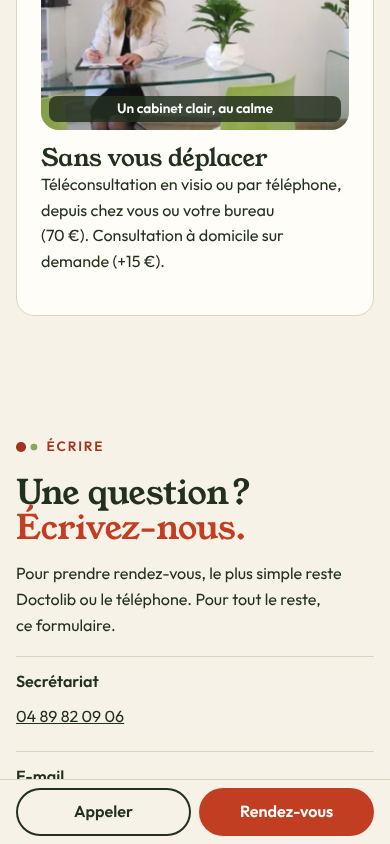 Un cabinet clair, au calme
Sans vous déplacer
Téléconsultation en visio ou par téléphone,
depuis chez vous ou votre bureau
(70 €). Consultation à domicile sur
demande (+15 €).
ÉCRIRE
Une question ?
Écrivez-nous.
Pour prendre rendez-vous, le plus simple reste
Doctolib ou le téléphone. Pour tout le reste,
ce formulaire.
Secrétariat
04 89 82 09 06
E-mail
Appeler
Rendez-vous